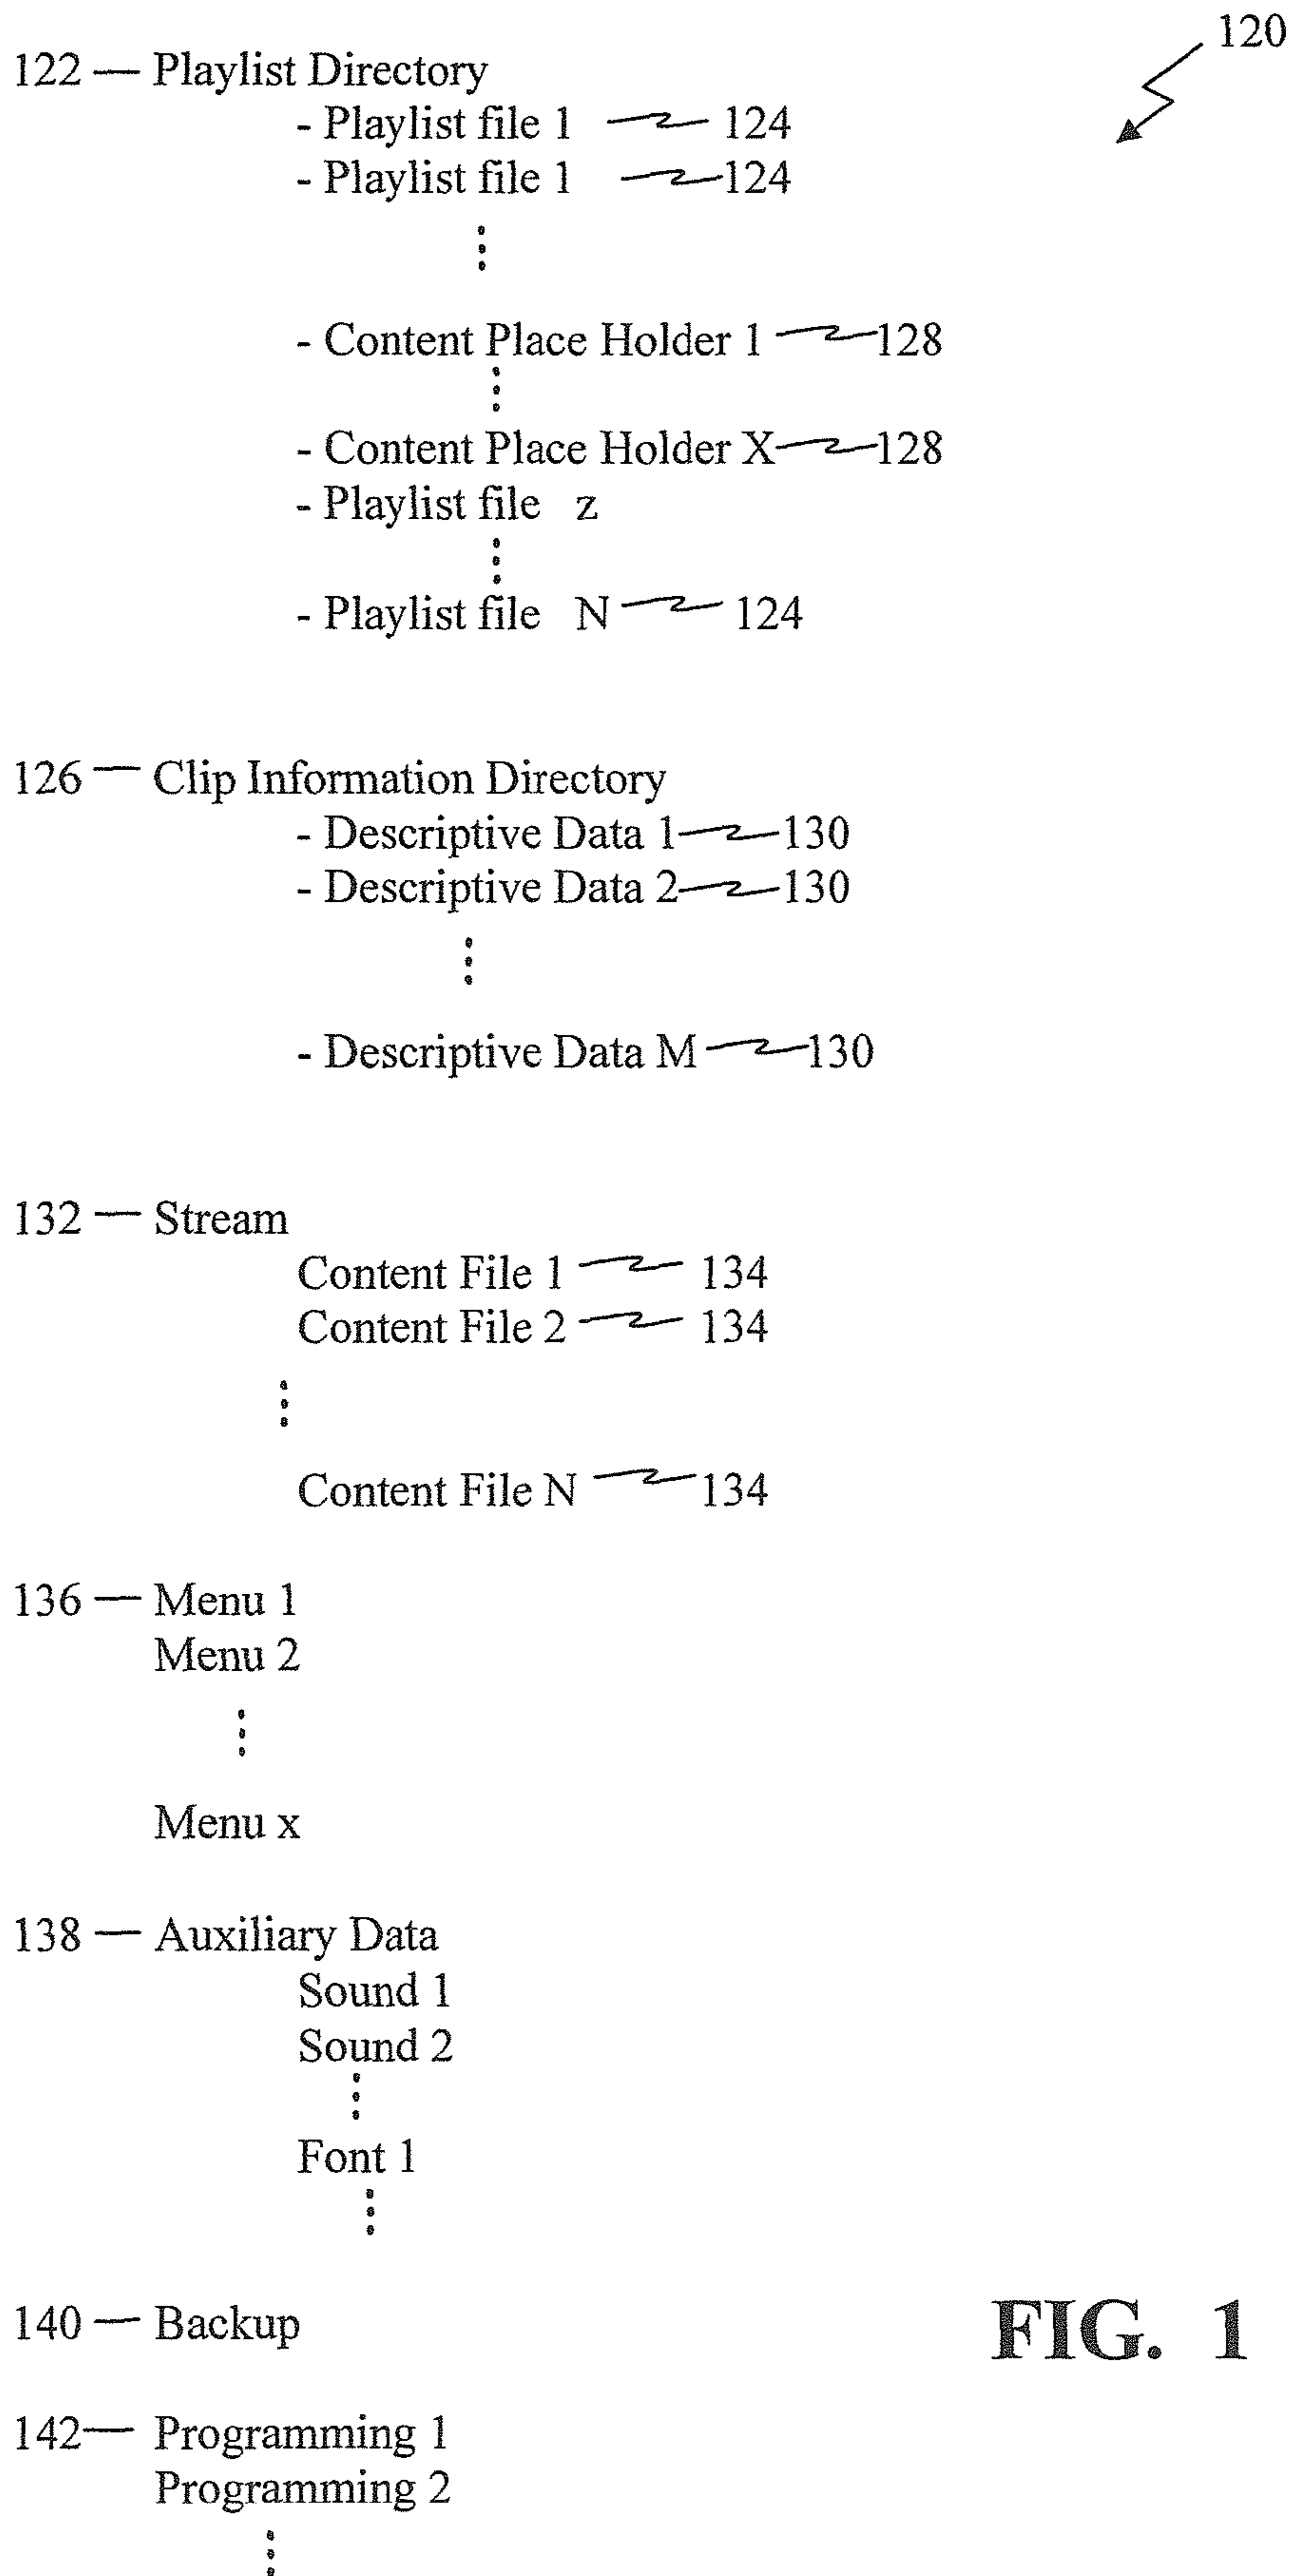 120
122 — Playlist Directory
- Playlist file 1 124
- Playlist file 1 124
- Content Place Holder 1 128
- Content Place Holder X 128
- Playlist file z
- Playlist file N 124
126 — Clip Information Directory
- Descriptive Data 1 130
- Descriptive Data 2 130
- Descriptive Data M 130
132 — Stream
Content File 1 134
Content File 2 134
Content File N 134
136 — Menu 1
Menu 2
Menu x
138 — Auxiliary Data
Sound 1
Sound 2
Font 1
140 — Backup
FIG. 1
142 — Programming 1
Programming 2